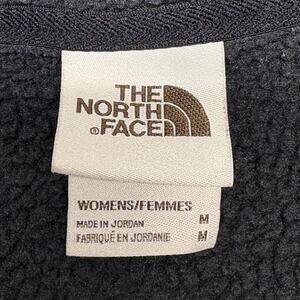 THE
NORTH
® FACE
WOMENS/FEMMES
MADE IN JORDAN M
FABRIQUÉ EN JORDANIE M